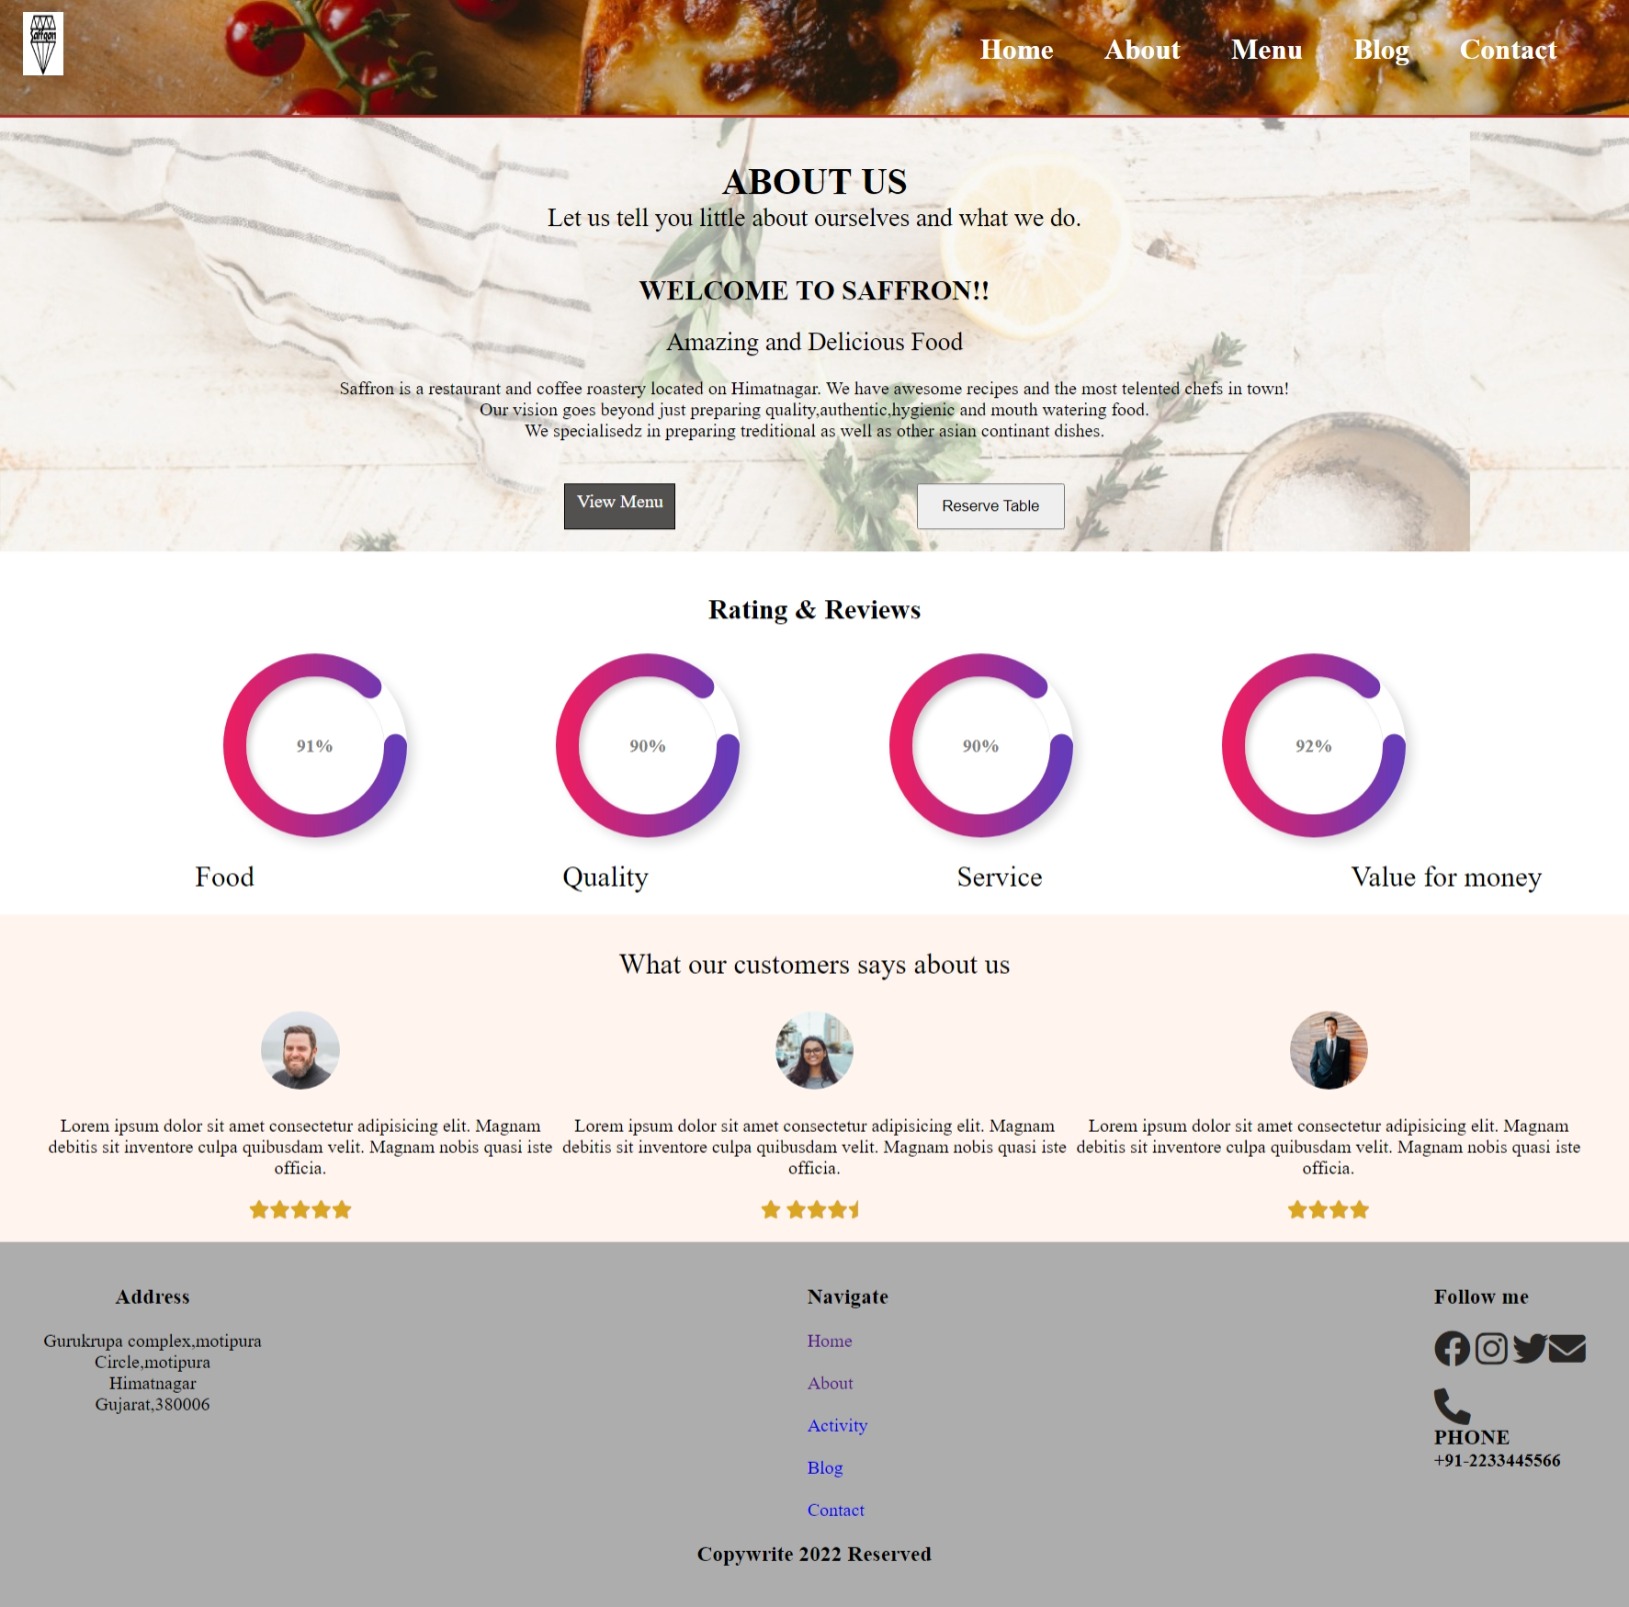 Saffron
Home About Menu Blog Contact
ABOUT US
Let us tell you little about ourselves and what we do.
WELCOME TO SAFFRON!!
Amazing and Delicious Food
Saffron is a restaurant and coffee roastery located on Himatnagar. We have awesome recipes and the most telented chefs in town!
Our vision goes beyond just preparing quality,authentic,hygienic and mouth watering food.
We specialisedz in preparing treditional as well as other asian continant dishes.
View Menu Reserve Table
Rating & Reviews
91% 90% 90% 92%
Food Quality Service Value for money
What our customers says about us
Lorem ipsum dolor sit amet consectetur adipisicing elit. Magnam
debitis sit inventore culpa quibusdam velit. Magnam nobis quasi iste
officia.
Lorem ipsum dolor sit amet consectetur adipisicing elit. Magnam
debitis sit inventore culpa quibusdam velit. Magnam nobis quasi iste
officia.
Lorem ipsum dolor sit amet consectetur adipisicing elit. Magnam
debitis sit inventore culpa quibusdam velit. Magnam nobis quasi iste
officia.
Address
Gurukrupa complex,motipura
Circle,motipura
Himatnagar
Gujarat,380006
Navigate
Home
About
Activity
Blog
Contact
Follow me
PHONE
+91-2233445566
Copywrite 2022 Reserved